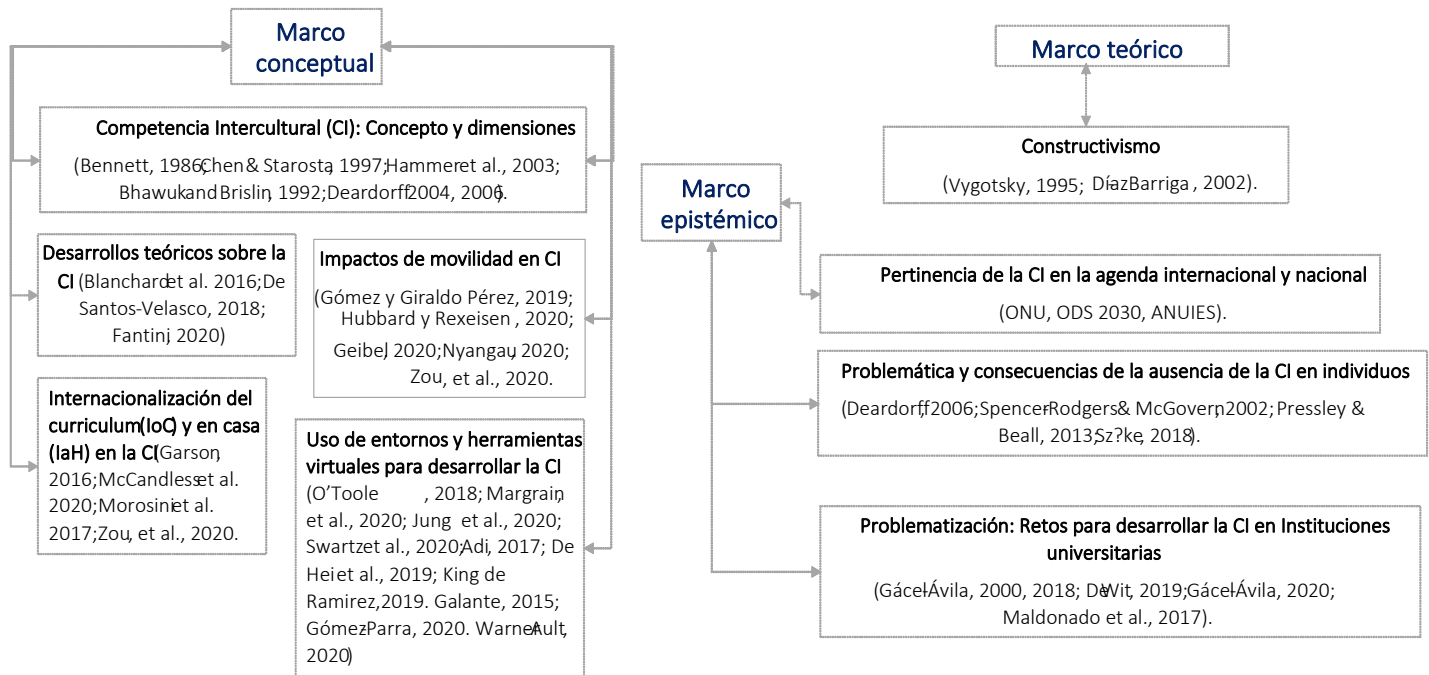 Marco
conceptual
Competencia Intercultural (CI): Concepto y dimensiones
(Bennett, 1986;Chen & Starosta, 1997;Hammer et al., 2003;
Bhawuk and Brislin, 1992;Deardorff 2004, 2006).
Desarrollos teóricos sobre la
CI (Blanchard et al. 2016;De
Santos-Velasco, 2018;
Fantini, 2020)
Impactos de movilidad en CI
(Gómez y Giraldo Pérez, 2019;
Hubbard y Rexeisen , 2020;
Geibel, 2020;Nyangau, 2020;
Zou, et al., 2020.
Internacionalización del
curriculum (IoC) y en casa
(IaH) en la CI (Garson,
2016;McCandless et al.
2020;Morosini et al.
2017;Zou, et al., 2020.
Uso de entornos y herramientas
virtuales para desarrollar la CI
(O’Toole , 2018; Margrain,
et al., 2020; Jung et al., 2020;
Swartz et al., 2020;Adi, 2017; De
Hei et al., 2019; King de
Ramirez,2019. Galante, 2015;
Gómez-Parra, 2020. Warner-Ault,
2020)
Marco teórico
Constructivismo
(Vygotsky, 1995; Díaz-Barriga , 2002).
Marco
epistémico
Pertinencia de la CI en la agenda internacional y nacional
(ONU, ODS 2030, ANUIES).
Problemática y consecuencias de la ausencia de la CI en individuos
(Deardorff, 2006;Spencer-Rodgers & McGovern, 2002; Pressley &
Beall, 2013;Sz?ke, 2018).
Problematización: Retos para desarrollar la CI en Instituciones
universitarias
(Gácel-Ávila, 2000, 2018; De Wit, 2019;Gácel-Ávila, 2020;
Maldonado et al., 2017).